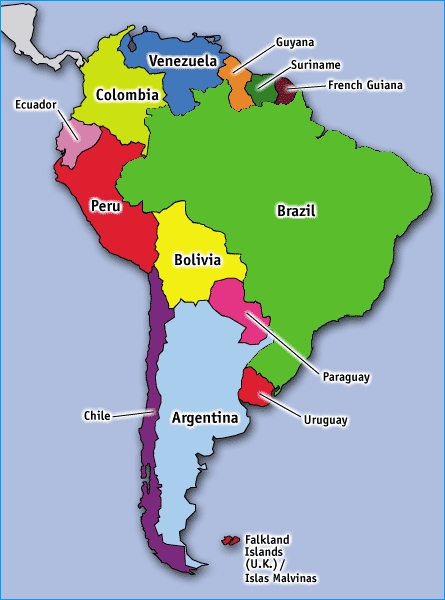 Guyana
Venezuela
Suriname
French Guiana
Colombia
Ecuador
Peru
Brazil
Bolivia
Paraguay
Chile
Argentina
Uruguay
Falkland
Islands
(U.K.) /
Islas Malvinas